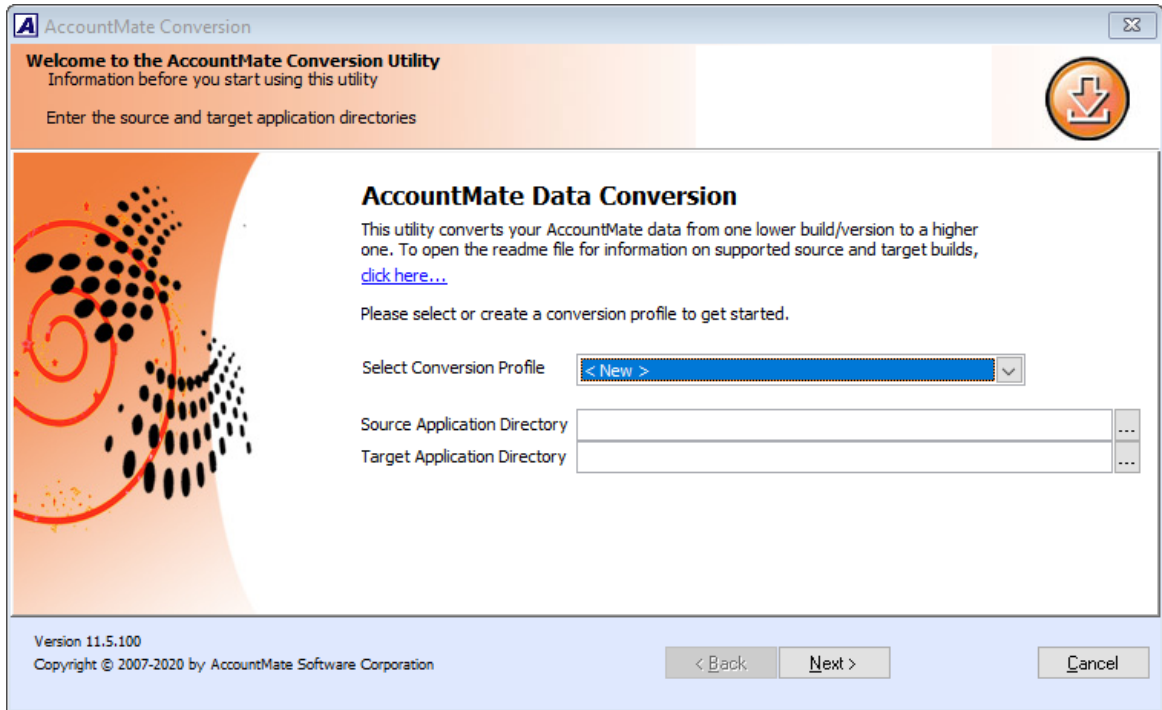 AccountMate Conversion
Welcome to the AccountMate Conversion Utility
Information before you start using this utility
Enter the source and target application directories
AccountMate Data Conversion
This utility converts your AccountMate data from one lower build/version to a higher
one. To open the readme file for information on supported source and target builds,
click here...
Please select or create a conversion profile to get started.
Select Conversion Profile
< New >
Source Application Directory
...
Target Application Directory
...
Version 11.5.100
Copyright © 2007-2020 by AccountMate Software Corporation
< Back
Next >
Cancel